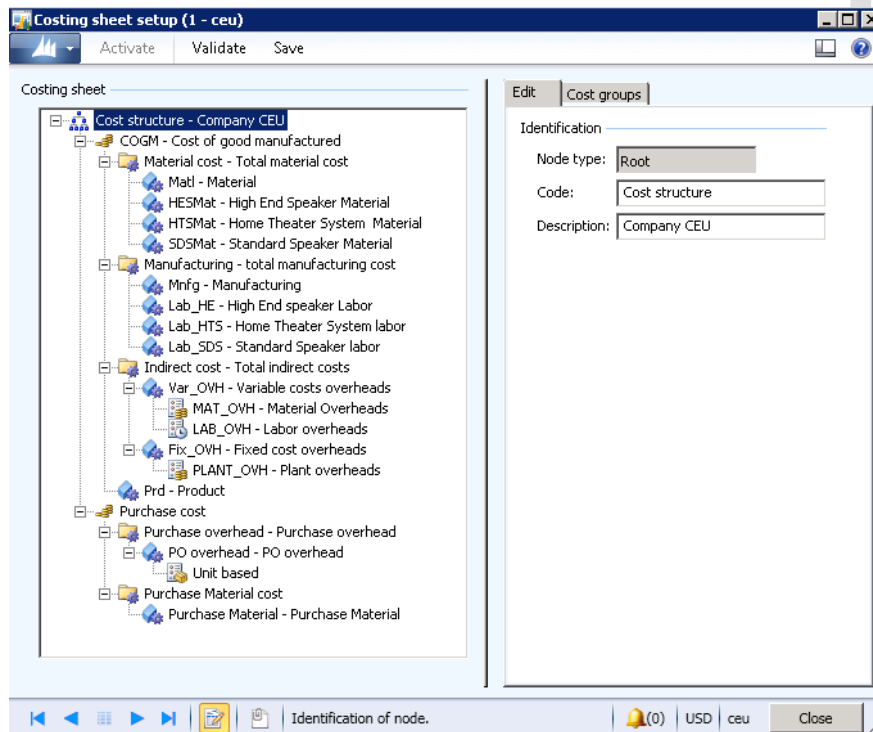 Costing sheet setup (1 - ceu)
Activate Validate Save
Costing sheet
Cost structure - Company CEU
COGM - Cost of good manufactured
Material cost - Total material cost
Matl - Material
HESMat - High End Speaker Material
HTSMat - Home Theater System  Material
SDSMat - Standard Speaker Material
Manufacturing - total manufacturing cost
Mnfg - Manufacturing
Lab_HE - High End speaker Labor
Lab_HTS - Home Theater System labor
Lab_SDS - Standard Speaker labor
Indirect cost - Total indirect costs
Var_OVH - Variable costs overheads
MAT_OVH - Material Overheads
LAB_OVH - Labor overheads
Fix_OVH - Fixed cost overheads
PLANT_OVH - Plant overheads
Prd - Product
Purchase cost
Purchase overhead - Purchase overhead
PO overhead - PO overhead
Unit based
Purchase Material cost
Purchase Material - Purchase Material
Edit Cost groups
Identification
Node type: Root
Code: Cost structure
Description: Company CEU
Identification of node. (0) USD ceu Close